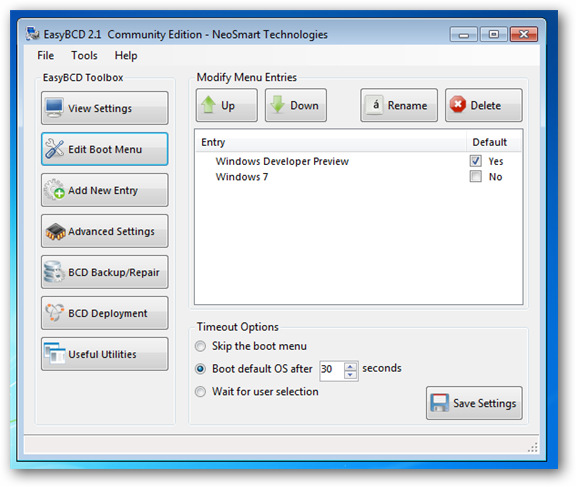 EasyBCD 2.1 Community Edition - NeoSmart Technologies
File Tools Help
EasyBCD Toolbox
View Settings
Edit Boot Menu
Add New Entry
Advanced Settings
BCD Backup/Repair
BCD Deployment
Useful Utilities
Modify Menu Entries
Up Down á Rename Delete
Entry Default
Windows Developer Preview Yes
Windows 7 No
Timeout Options
Skip the boot menu
Boot default OS after 30 seconds
Wait for user selection
Save Settings